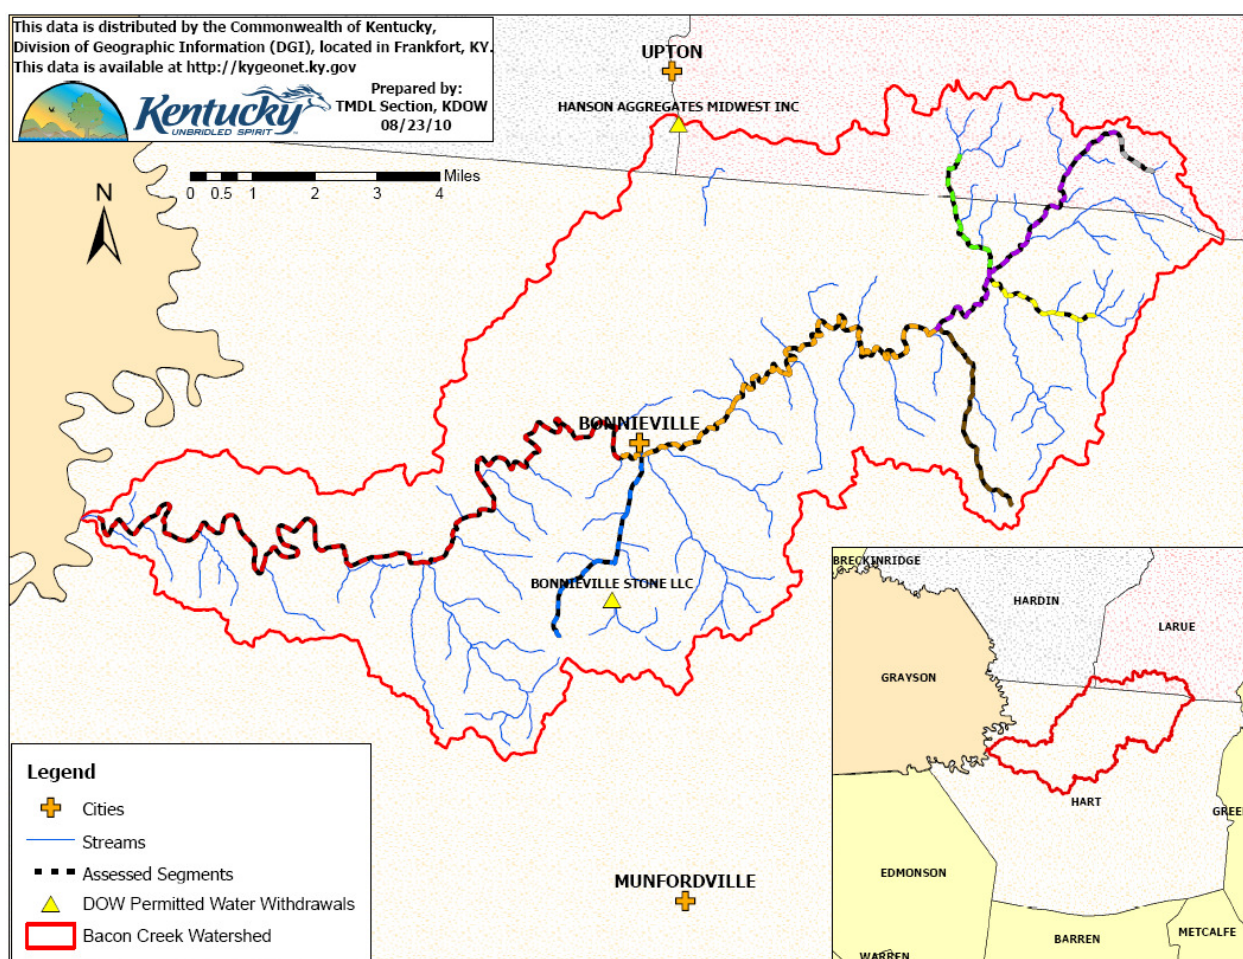 This data is distributed by the Commonwealth of Kentucky,
Division of Geographic Information (DGI), located in Frankfort, KY.
This data is available at http://kygeonet.ky.gov
Kentucky
UNBRIDLED SPIRIT
Prepared by:
TMDL Section, KDOW
08/23/10
UPTON
HANSON AGGREGATES MIDWEST INC
N
0 0.5 1 2 3 4 Miles
BONNIEVILLE
BONNIEVILLE STONE LLC
MUNFORDVILLE
Legend
Cities
Streams
Assessed Segments
DOW Permitted Water Withdrawals
Bacon Creek Watershed
BRECKINRIDGE
HARDIN
LARUE
GRAYSON
HART
GREE
EDMONSON
BARREN
METCALFE
WARREN